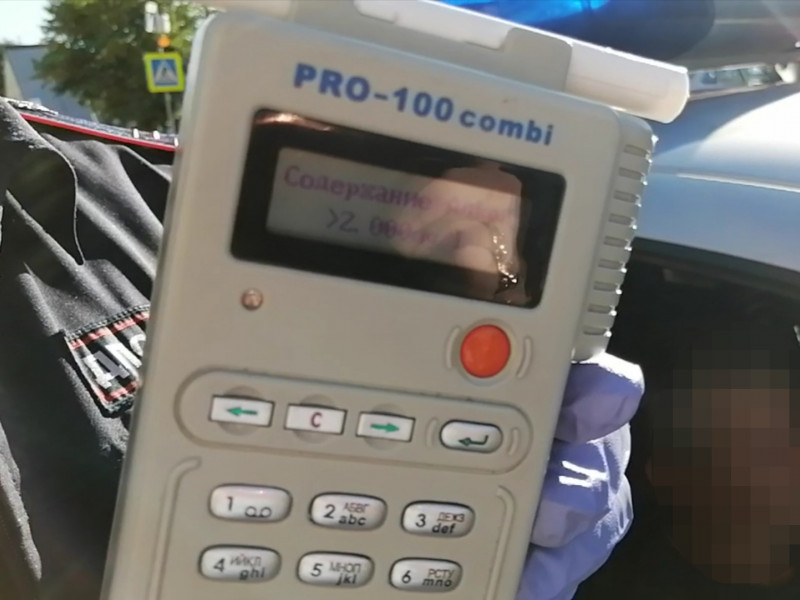 PRO-100 combi
Содержание
>2.00
C
1
2 АБВГ abc
3 ДЕЖЗ def
4 ИЙКЛ ghi
5 МНОП jkl
6 РСТУ mno